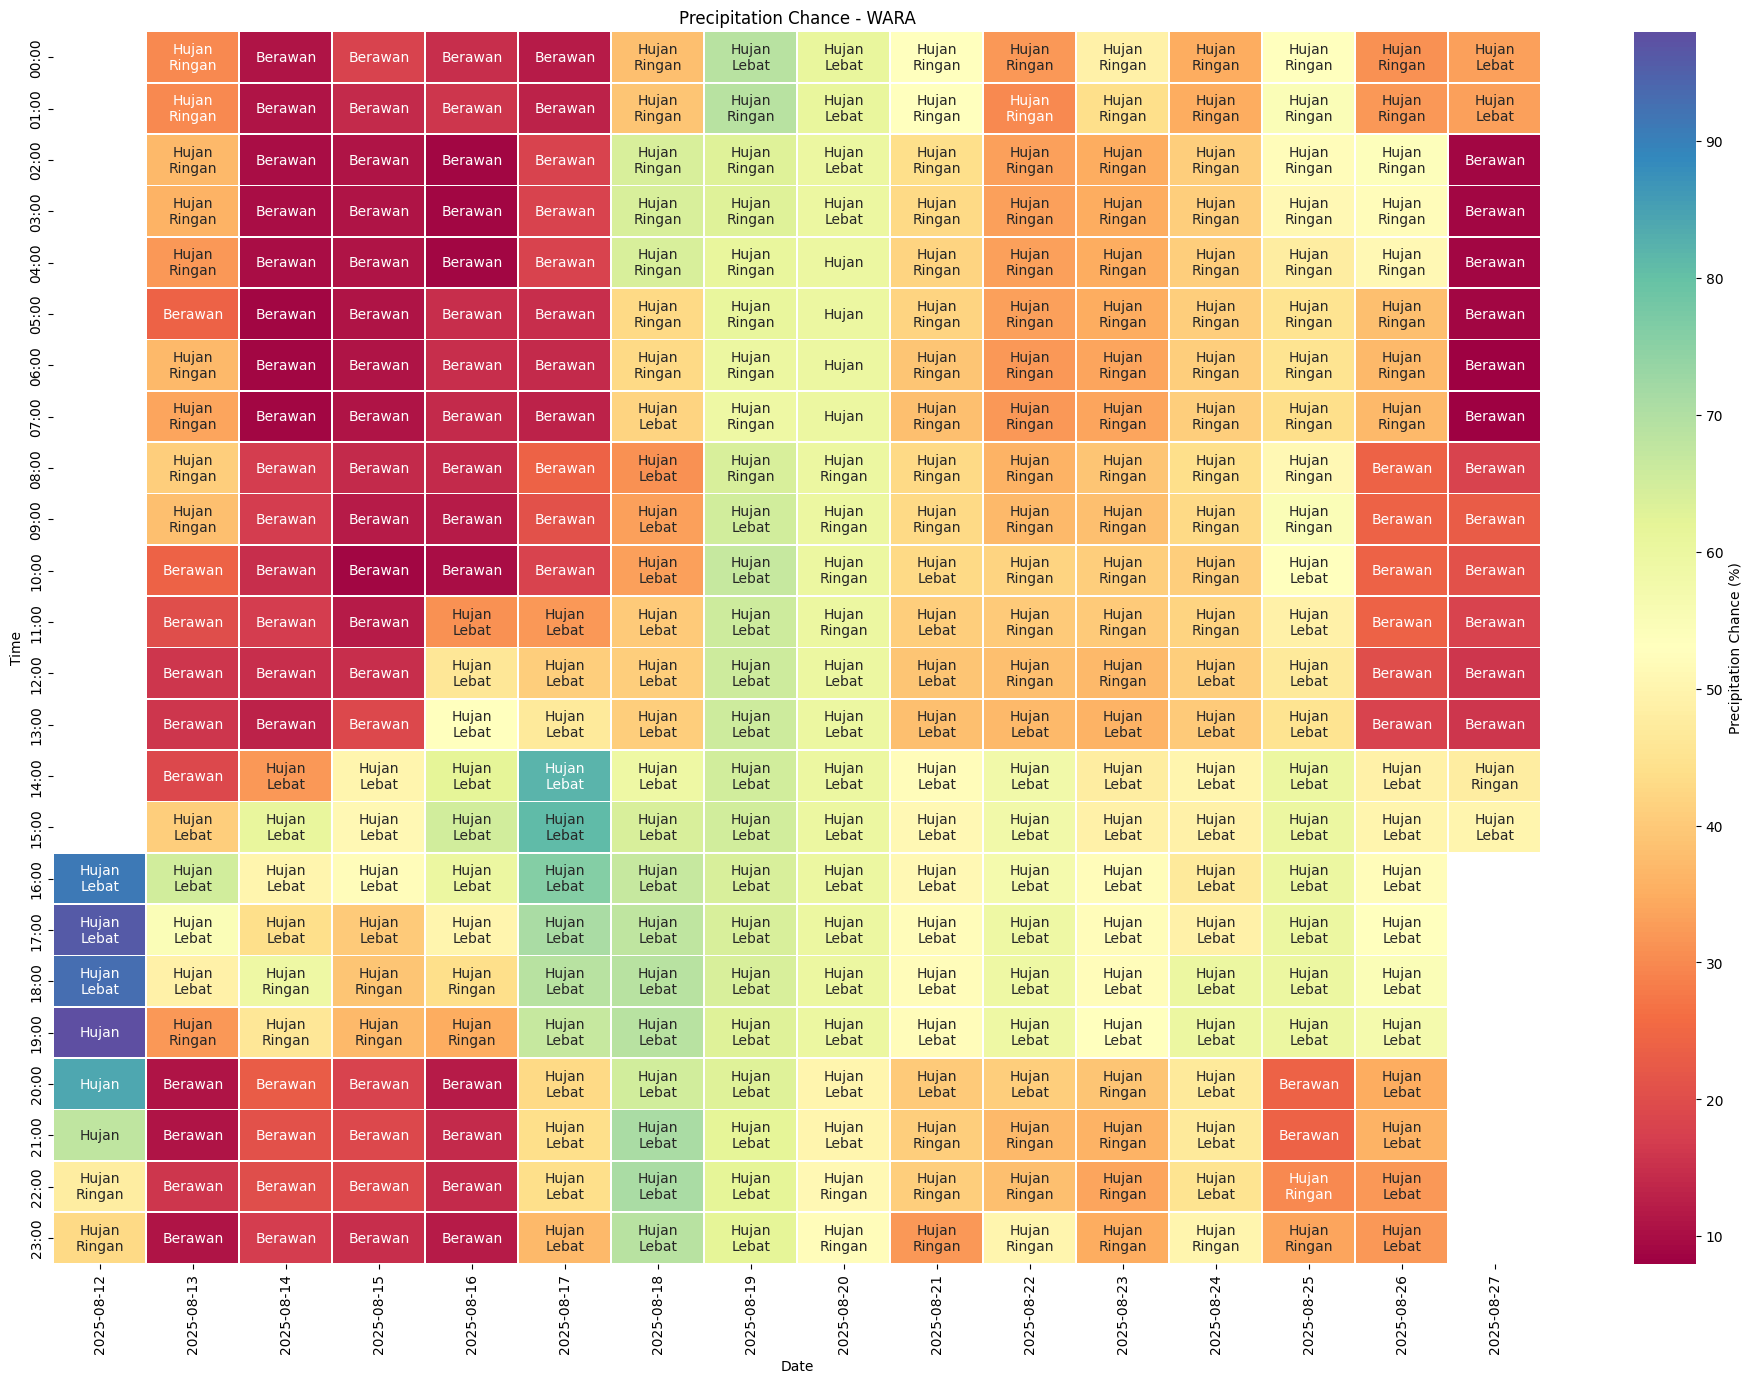 Precipitation Chance - WARA
Time
00:00 Hujan Ringan Berawan Berawan Berawan Berawan Hujan Ringan Hujan Lebat Hujan Lebat Hujan Ringan Hujan Ringan Hujan Ringan Hujan Ringan Hujan Ringan Hujan Ringan Hujan Lebat
01:00 Hujan Ringan Berawan Berawan Berawan Berawan Hujan Ringan Hujan Ringan Hujan Lebat Hujan Ringan Hujan Ringan Hujan Ringan Hujan Ringan Hujan Ringan Hujan Ringan Hujan Lebat
02:00 Hujan Ringan Berawan Berawan Berawan Berawan Hujan Ringan Hujan Ringan Hujan Lebat Hujan Ringan Hujan Ringan Hujan Ringan Hujan Ringan Hujan Ringan Hujan Ringan Berawan
03:00 Hujan Ringan Berawan Berawan Berawan Berawan Hujan Ringan Hujan Ringan Hujan Lebat Hujan Ringan Hujan Ringan Hujan Ringan Hujan Ringan Hujan Ringan Hujan Ringan Berawan
04:00 Hujan Ringan Berawan Berawan Berawan Berawan Hujan Ringan Hujan Ringan Hujan Hujan Ringan Hujan Ringan Hujan Ringan Hujan Ringan Hujan Ringan Hujan Ringan Berawan
05:00 Berawan Berawan Berawan Berawan Berawan Hujan Ringan Hujan Ringan Hujan Hujan Ringan Hujan Ringan Hujan Ringan Hujan Ringan Hujan Ringan Hujan Ringan Berawan
06:00 Hujan Ringan Berawan Berawan Berawan Berawan Hujan Ringan Hujan Ringan Hujan Hujan Ringan Hujan Ringan Hujan Ringan Hujan Ringan Hujan Ringan Hujan Ringan Berawan
07:00 Hujan Ringan Berawan Berawan Berawan Berawan Hujan Lebat Hujan Ringan Hujan Hujan Ringan Hujan Ringan Hujan Ringan Hujan Ringan Hujan Ringan Hujan Ringan Berawan
08:00 Hujan Ringan Berawan Berawan Berawan Berawan Hujan Lebat Hujan Ringan Hujan Ringan Hujan Ringan Hujan Ringan Hujan Ringan Hujan Ringan Hujan Ringan Berawan Berawan
09:00 Hujan Ringan Berawan Berawan Berawan Berawan Hujan Lebat Hujan Lebat Hujan Ringan Hujan Ringan Hujan Ringan Hujan Ringan Hujan Ringan Hujan Ringan Berawan Berawan
10:00 Berawan Berawan Berawan Berawan Berawan Hujan Lebat Hujan Lebat Hujan Ringan Hujan Lebat Hujan Ringan Hujan Ringan Hujan Ringan Hujan Lebat Berawan Berawan
11:00 Berawan Berawan Berawan Hujan Lebat Hujan Lebat Hujan Lebat Hujan Lebat Hujan Ringan Hujan Lebat Hujan Ringan Hujan Ringan Hujan Ringan Hujan Lebat Berawan Berawan
12:00 Berawan Berawan Berawan Hujan Lebat Hujan Lebat Hujan Lebat Hujan Lebat Hujan Lebat Hujan Lebat Hujan Ringan Hujan Ringan Hujan Lebat Hujan Lebat Berawan Berawan
13:00 Berawan Berawan Berawan Hujan Lebat Hujan Lebat Hujan Lebat Hujan Lebat Hujan Lebat Hujan Lebat Hujan Lebat Hujan Lebat Hujan Lebat Hujan Lebat Berawan Berawan
14:00 Berawan Hujan Lebat Hujan Lebat Hujan Lebat Hujan Lebat Hujan Lebat Hujan Lebat Hujan Lebat Hujan Lebat Hujan Lebat Hujan Lebat Hujan Lebat Hujan Lebat Hujan Lebat Hujan Ringan
15:00 Hujan Lebat Hujan Lebat Hujan Lebat Hujan Lebat Hujan Lebat Hujan Lebat Hujan Lebat Hujan Lebat Hujan Lebat Hujan Lebat Hujan Lebat Hujan Lebat Hujan Lebat Hujan Lebat Hujan Lebat
16:00 Hujan Lebat Hujan Lebat Hujan Lebat Hujan Lebat Hujan Lebat Hujan Lebat Hujan Lebat Hujan Lebat Hujan Lebat Hujan Lebat Hujan Lebat Hujan Lebat Hujan Lebat Hujan Lebat Hujan Lebat
17:00 Hujan Lebat Hujan Lebat Hujan Lebat Hujan Lebat Hujan Lebat Hujan Lebat Hujan Lebat Hujan Lebat Hujan Lebat Hujan Lebat Hujan Lebat Hujan Lebat Hujan Lebat Hujan Lebat Hujan Lebat
18:00 Hujan Lebat Hujan Lebat Hujan Ringan Hujan Ringan Hujan Ringan Hujan Lebat Hujan Lebat Hujan Lebat Hujan Lebat Hujan Lebat Hujan Lebat Hujan Lebat Hujan Lebat Hujan Lebat Hujan Lebat
19:00 Hujan Hujan Ringan Hujan Ringan Hujan Ringan Hujan Ringan Hujan Lebat Hujan Lebat Hujan Lebat Hujan Lebat Hujan Lebat Hujan Lebat Hujan Lebat Hujan Lebat Hujan Lebat Hujan Lebat
20:00 Hujan Berawan Berawan Berawan Berawan Hujan Lebat Hujan Lebat Hujan Lebat Hujan Lebat Hujan Lebat Hujan Lebat Hujan Ringan Hujan Lebat Berawan Hujan Lebat
21:00 Hujan Berawan Berawan Berawan Berawan Hujan Lebat Hujan Lebat Hujan Lebat Hujan Lebat Hujan Ringan Hujan Ringan Hujan Ringan Hujan Lebat Berawan Hujan Lebat
22:00 Hujan Ringan Berawan Berawan Berawan Berawan Hujan Lebat Hujan Lebat Hujan Lebat Hujan Ringan Hujan Ringan Hujan Ringan Hujan Ringan Hujan Lebat Hujan Ringan Hujan Lebat
23:00 Hujan Ringan Berawan Berawan Berawan Berawan Hujan Lebat Hujan Lebat Hujan Lebat Hujan Ringan Hujan Ringan Hujan Ringan Hujan Ringan Hujan Ringan Hujan Ringan Hujan Lebat
2025-08-12 2025-08-13 2025-08-14 2025-08-15 2025-08-16 2025-08-17 2025-08-18 2025-08-19 2025-08-20 2025-08-21 2025-08-22 2025-08-23 2025-08-24 2025-08-25 2025-08-26 2025-08-27
Date
90
80
70
60
50
40
30
20
10
Precipitation Chance (%)